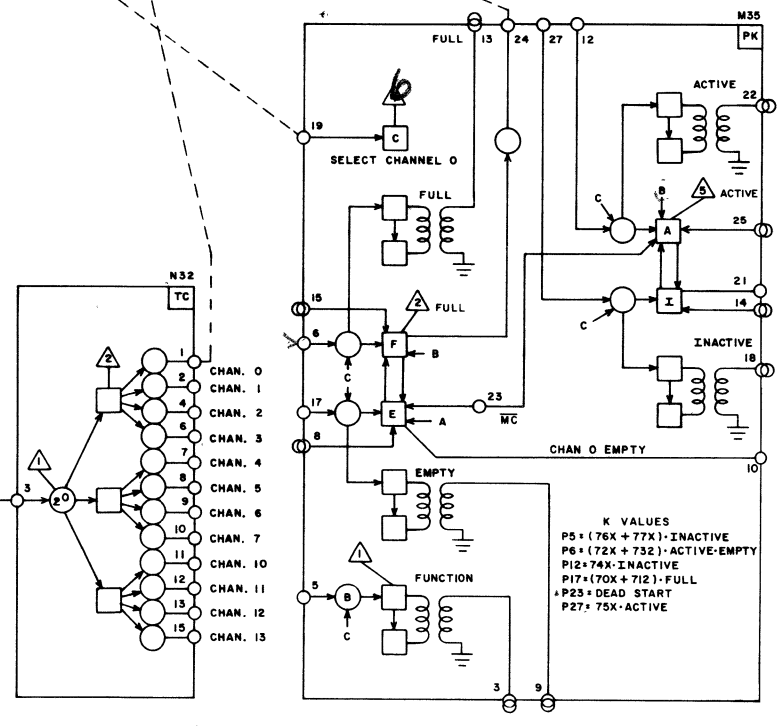 M35
PK
FULL 13 24 27 12
6
19
C
SELECT CHANNEL 0
ACTIVE
22
B
5
ACTIVE
C
A
25
FULL
21
I
14
C
INACTIVE
18
15
2
FULL
6
F
B
C
17
E
23
A
MC
8
CHAN 0 EMPTY
10
EMPTY
K VALUES
P5=(76X+77X)·INACTIVE
P6=(72X+732)·ACTIVE·EMPTY
P12=74X·INACTIVE
P17=(70X+712)·FULL
P23=DEAD START
P27=75X·ACTIVE
1
FUNCTION
5
B
C
3
9
N32
TC
2
1
3
2⁰
1 CHAN. 0
2 CHAN. 1
4 CHAN. 2
6 CHAN. 3
7 CHAN. 4
8 CHAN. 5
9 CHAN. 6
10 CHAN. 7
11 CHAN. 10
12 CHAN. 11
13 CHAN. 12
15 CHAN. 13